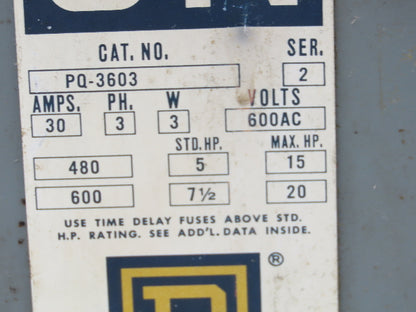 CAT. NO. SER.
PQ-3603 2
AMPS. PH. W VOLTS
30 3 3 600AC
STD. HP. MAX. HP.
480 5 15
600 7½ 20
USE TIME DELAY FUSES ABOVE STD.
H.P. RATING. SEE ADD'L. DATA INSIDE.
D ®